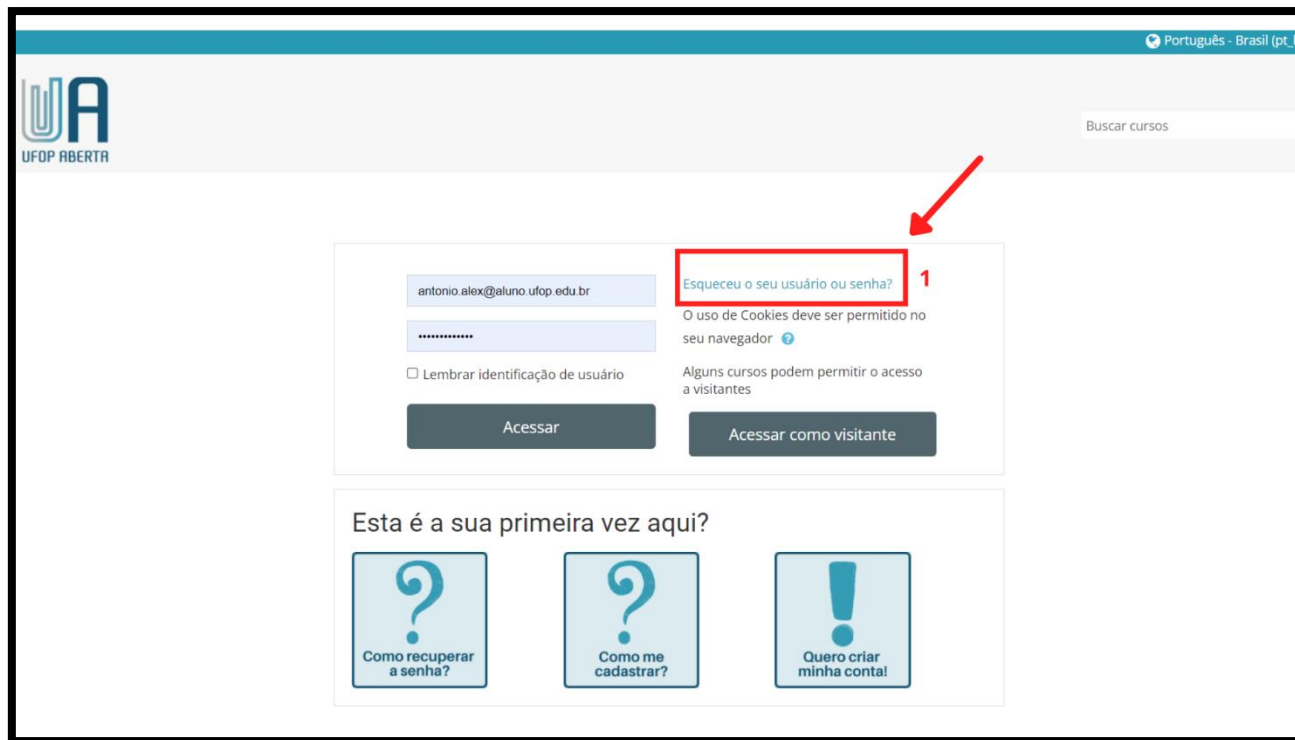 Português - Brasil (pt_
UA
UFOP ABERTA
Buscar cursos
antonio.alex@aluno.ufop.edu.br
•••••••••••••
Lembrar identificação de usuário
Acessar
Esqueceu o seu usuário ou senha?
1
O uso de Cookies deve ser permitido no
seu navegador ?
Alguns cursos podem permitir o acesso
a visitantes
Acessar como visitante
Esta é a sua primeira vez aqui?
?
Como recuperar
a senha?
?
Como me
cadastrar?
!
Quero criar
minha conta!